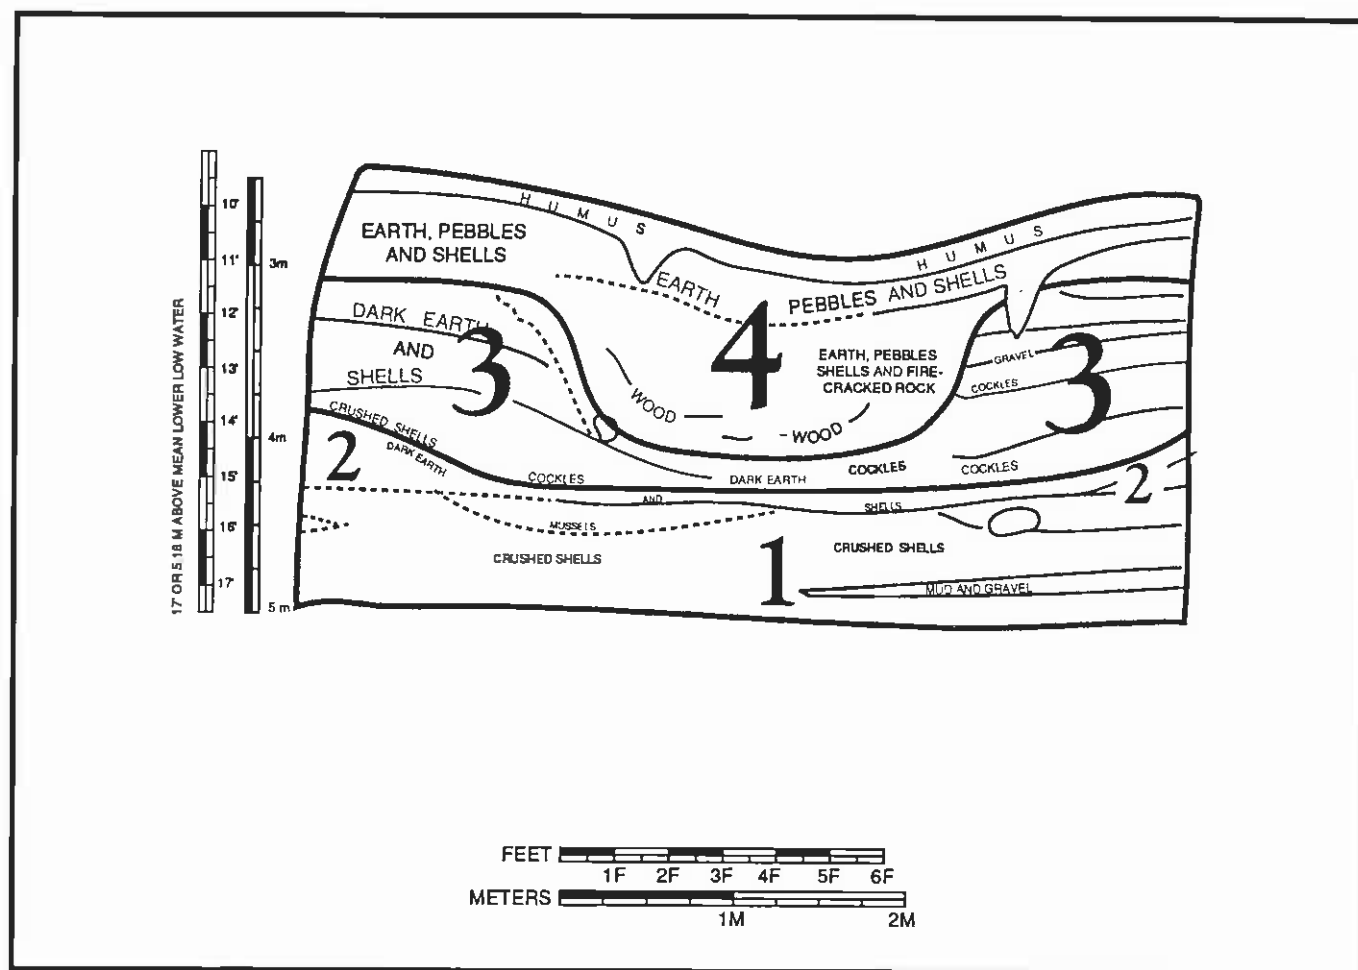 17' OR 5.18 M ABOVE MEAN LOWER LOW WATER
10'
11'
12'
13'
14'
15'
16'
17'
3m
4m
5 m
HUMUS
HUMUS
EARTH, PEBBLES
AND SHELLS
EARTH
PEBBLES AND SHELLS
DARK EARTH
AND
SHELLS
3
4
EARTH, PEBBLES
SHELLS AND FIRE-
CRACKED ROCK
GRAVEL
COCKLES
3
WOOD
-WOOD
CRUSHED SHELLS
DARK EARTH
2
COCKLES
DARK EARTH
COCKLES
COCKLES
2
AND
SHELLS
MUSSELS
CRUSHED SHELLS
1
CRUSHED SHELLS
MUD AND GRAVEL
FEET
1F 2F 3F 4F 5F 6F
METERS
1M 2M